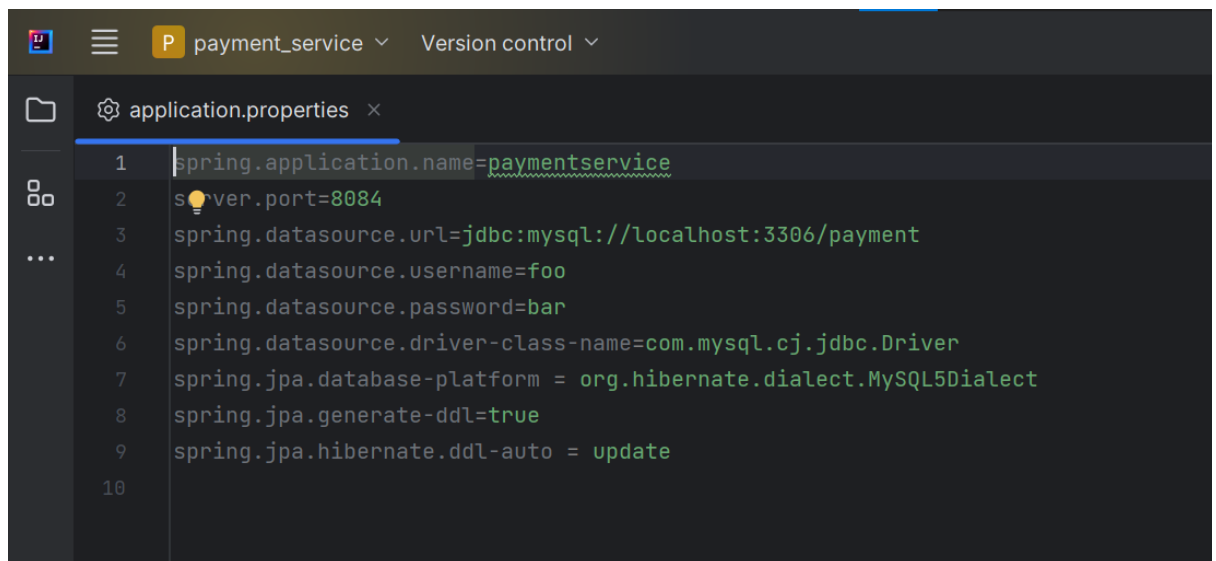 IJ
P payment_service Version control
application.properties
1 spring.application.name=paymentservice
2 server.port=8084
3 spring.datasource.url=jdbc:mysql://localhost:3306/payment
4 spring.datasource.username=foo
5 spring.datasource.password=bar
6 spring.datasource.driver-class-name=com.mysql.cj.jdbc.Driver
7 spring.jpa.database-platform = org.hibernate.dialect.MySQL5Dialect
8 spring.jpa.generate-ddl=true
9 spring.jpa.hibernate.ddl-auto = update
10